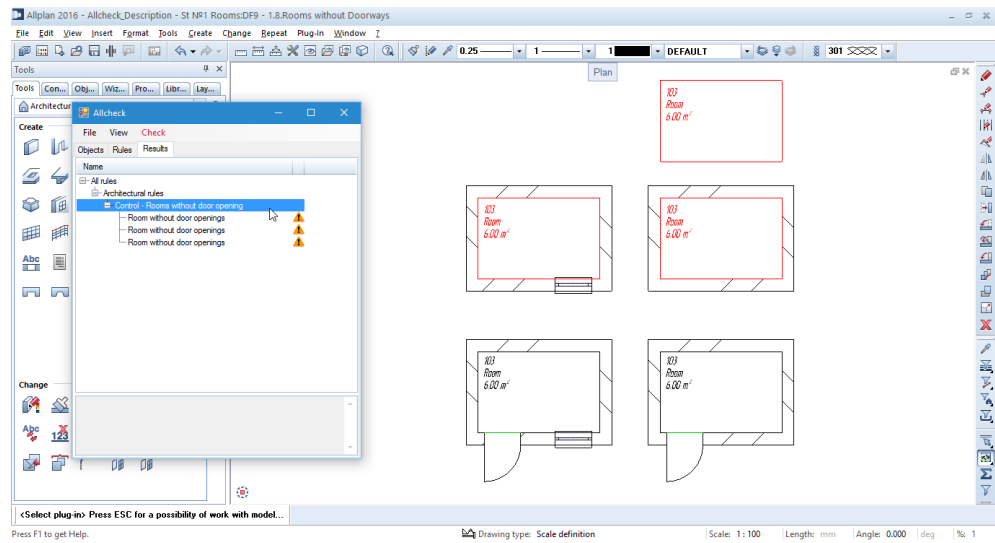 Allplan 2016 - Allcheck_Description - St №1 Rooms:DF9 - 1.8.Rooms without Doorways
File Edit View Insert Format Tools Create Change Repeat Plug-in Window ?
0.25 1 1 DEFAULT 301
Tools
Plan
Tools Con... Obj... Wiz... Pro... Libr... Lay...
Architectur
Create
Abc
Change
Abc
123
Allcheck
File View Check
Objects Rules Results
Name
All rules
Architectural rules
Control - Rooms without door opening
Room without door openings
Room without door openings
Room without door openings
103
Room
6.00 m²
103
Room
6.00 m²
103
Room
6.00 m²
103
Room
6.00 m²
103
Room
6.00 m²
<Select plug-in> Press ESC for a possibility of work with model...
Press F1 to get Help. Drawing type: Scale definition Scale: 1 : 100 Length: mm Angle: 0.000 deg %: 1